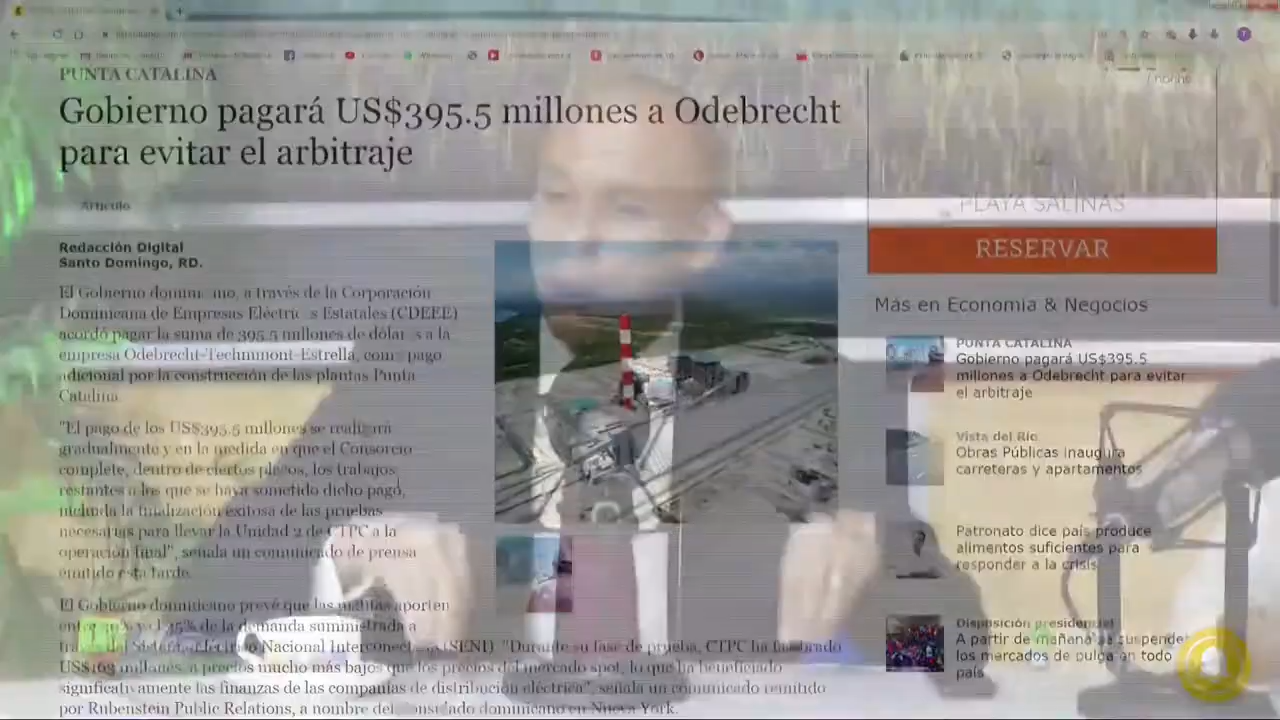 PUNTA CATALINA
Gobierno pagará US$395.5 millones a Odebrecht
para evitar el arbitraje
Artículo
Redacción Digital
Santo Domingo, RD.
El Gobierno dominicano, a través de la Corporación
Dominicana de Empresas Eléctricas Estatales (CDEEE)
acordó pagar la suma de 395.5 millones de dólares a la
empresa Odebrecht-Techimont-Estrella, como pago
adicional por la construcción de las plantas Punta
Catalina.
"El pago de los US$395.5 millones se realizará
gradualmente y en la medida en que el Consorcio
complete, dentro de ciertos plazos, los trabajos
restantes a los que se haya sometido dicho pago,
incluida la finalización exitosa de las pruebas
necesarias para llevar la Unidad 2 de CTPC a la
operación final", señala un comunicado de prensa
emitido esta tarde.
El Gobierno dominicano prevé que las plantas aporten
de la demanda suministrada a
Nacional Interconectado (SENI) "Durante su fase de prueba, CTPC ha facturado
US$163 millones, a precios mucho más bajos que los precios del mercado spot, lo que ha beneficiado
significativamente las finanzas de las compañías de distribución eléctrica", señala un comunicado remitido
por Rubenstein Public Relations, a nombre del consulado dominicano en Nueva York.
PLAYA SALINAS
RESERVAR
Más en Economía & Negocios
PUNTA CATALINA
Gobierno pagará US$395.5
millones a Odebrecht para evitar
el arbitraje
Vista del Río
Obras Públicas inaugura
carreteras y apartamentos
Patronato dice país produce
alimentos suficientes para
responder a la crisis
Disposición presidencial
A partir de mañana se suspenden
los mercados de pulga en todo
país